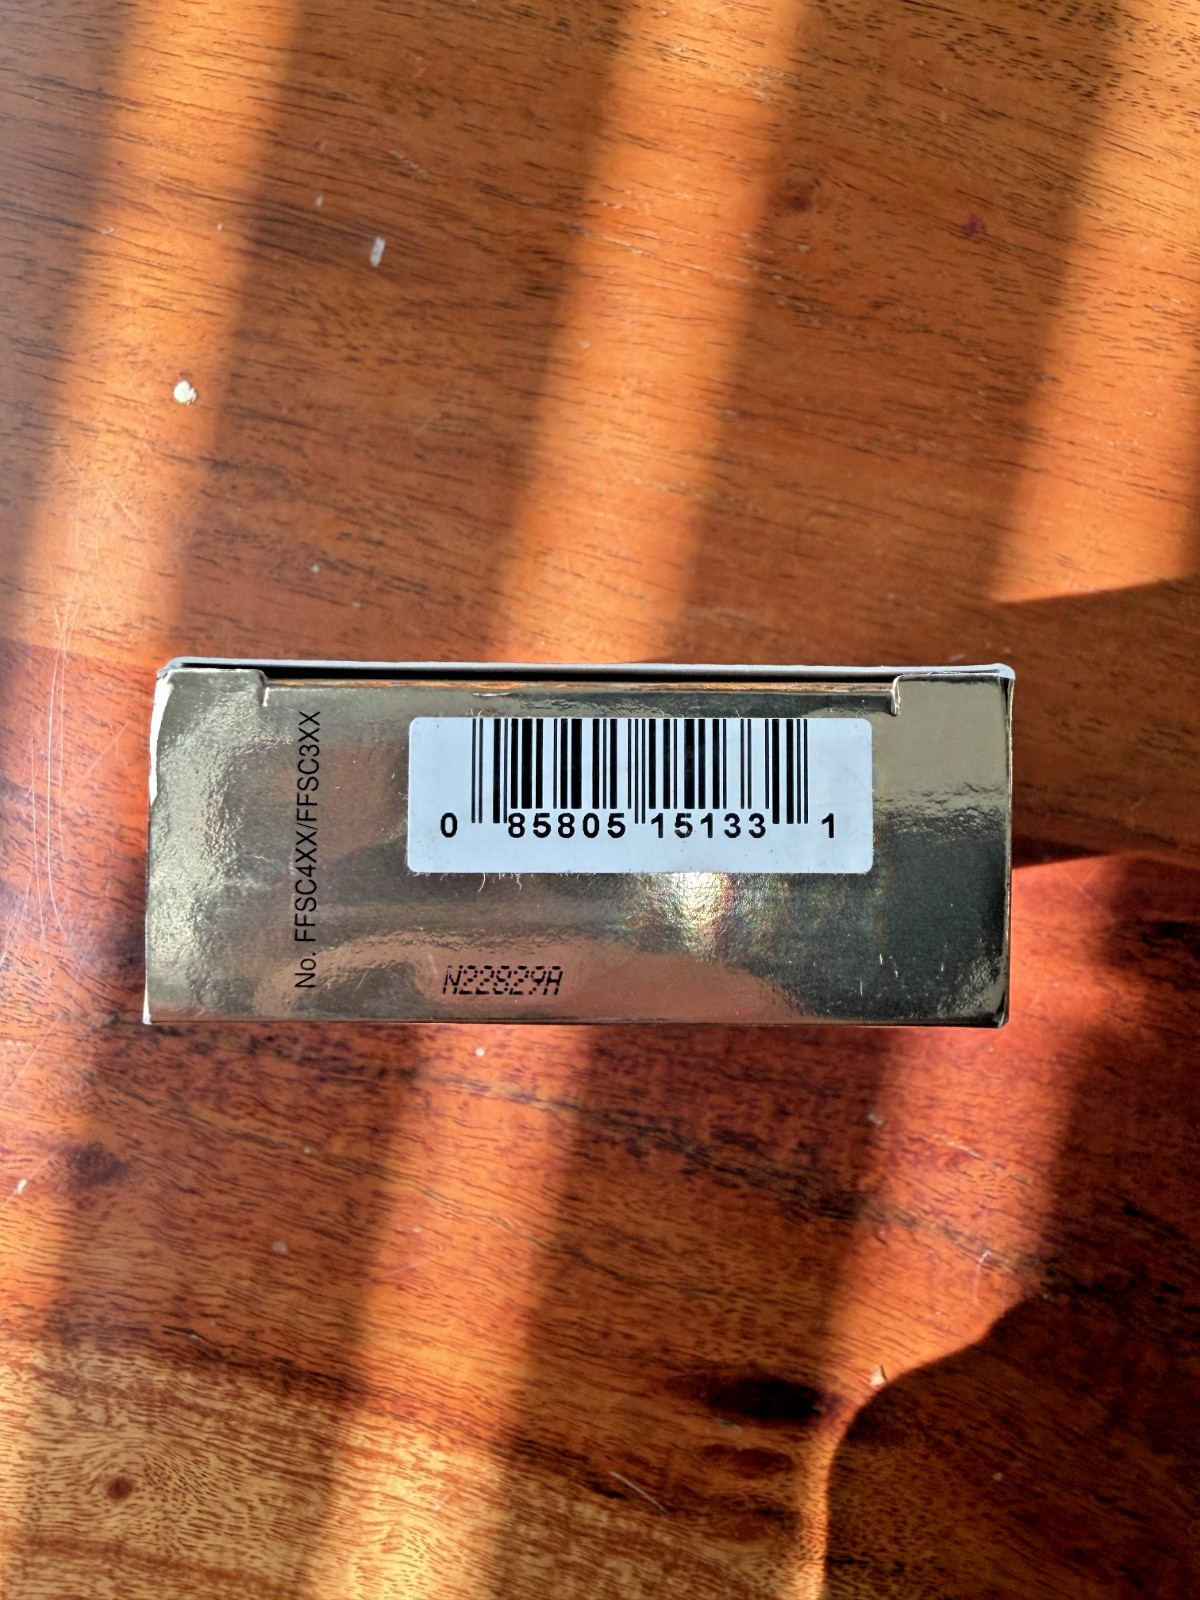 No. FFSC4XX/FFSC3XX
0 85805 15133 1
N22829A